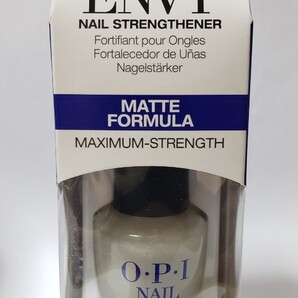 ENVY
NAIL STRENGTHENER
Fortifiant pour Ongles
Fortalecedor de Uñas
Nagelstärker
MATTE
FORMULA
MAXIMUM-STRENGTH
O·P·I
NAIL